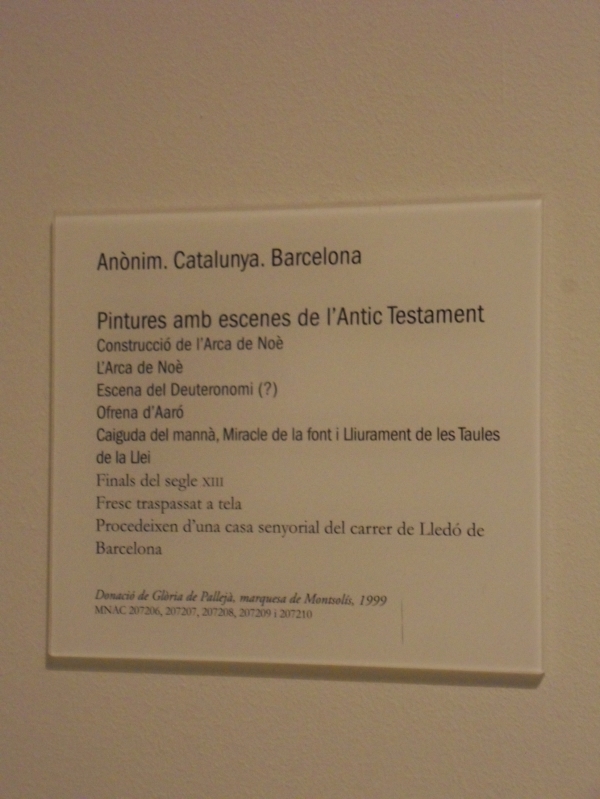 Anònim. Catalunya. Barcelona
Pintures amb escenes de l'Antic Testament
Construcció de l'Arca de Noè
L'Arca de Noè
Escena del Deuteronomi (?)
Ofrena d'Aaró
Caiguda del mannà, Miracle de la font i Lliurament de les Taules
de la Llei
Finals del segle XIII
Fresc traspassat a tela
Procedeixen d'una casa senyorial del carrer de Lledó de
Barcelona
Donació de Glòria de Pallejà, marquesa de Montsolís, 1999
MNAC 207206, 207207, 207208, 207209 i 207210